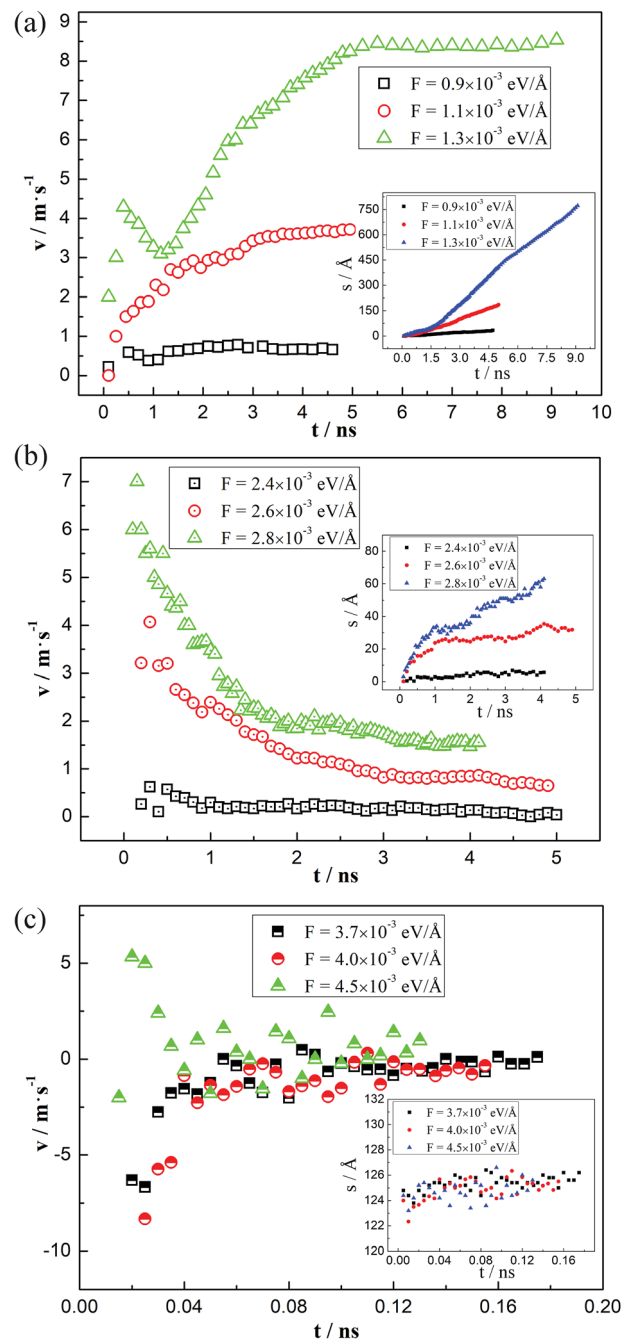 (a)
9
8
7
6
5
4
3
2
1
0
v / m·s⁻¹
F = 0.9×10⁻³ eV/Å
F = 1.1×10⁻³ eV/Å
F = 1.3×10⁻³ eV/Å
F = 0.9×10⁻³ eV/Å
F = 1.1×10⁻³ eV/Å
F = 1.3×10⁻³ eV/Å
750
600
450
300
150
0
s / Å
0.0 1.5 3.0 4.5 6.0 7.5 9.0
t / ns
0 1 2 3 4 5 6 7 8 9 10
t / ns
(b)
7
6
5
4
3
2
1
0
v / m·s⁻¹
F = 2.4×10⁻³ eV/Å
F = 2.6×10⁻³ eV/Å
F = 2.8×10⁻³ eV/Å
F = 2.4×10⁻³ eV/Å
F = 2.6×10⁻³ eV/Å
F = 2.8×10⁻³ eV/Å
80
60
40
20
0
s / Å
0 1 2 3 4 5
t / ns
0 1 2 3 4 5
t / ns
(c)
5
0
-5
-10
v / m·s⁻¹
F = 3.7×10⁻³ eV/Å
F = 4.0×10⁻³ eV/Å
F = 4.5×10⁻³ eV/Å
F = 3.7×10⁻³ eV/Å
F = 4.0×10⁻³ eV/Å
F = 4.5×10⁻³ eV/Å
132
130
128
126
124
122
120
s / Å
0.00 0.04 0.08 0.12 0.16
t / ns
0.00 0.04 0.08 0.12 0.16 0.20
t / ns